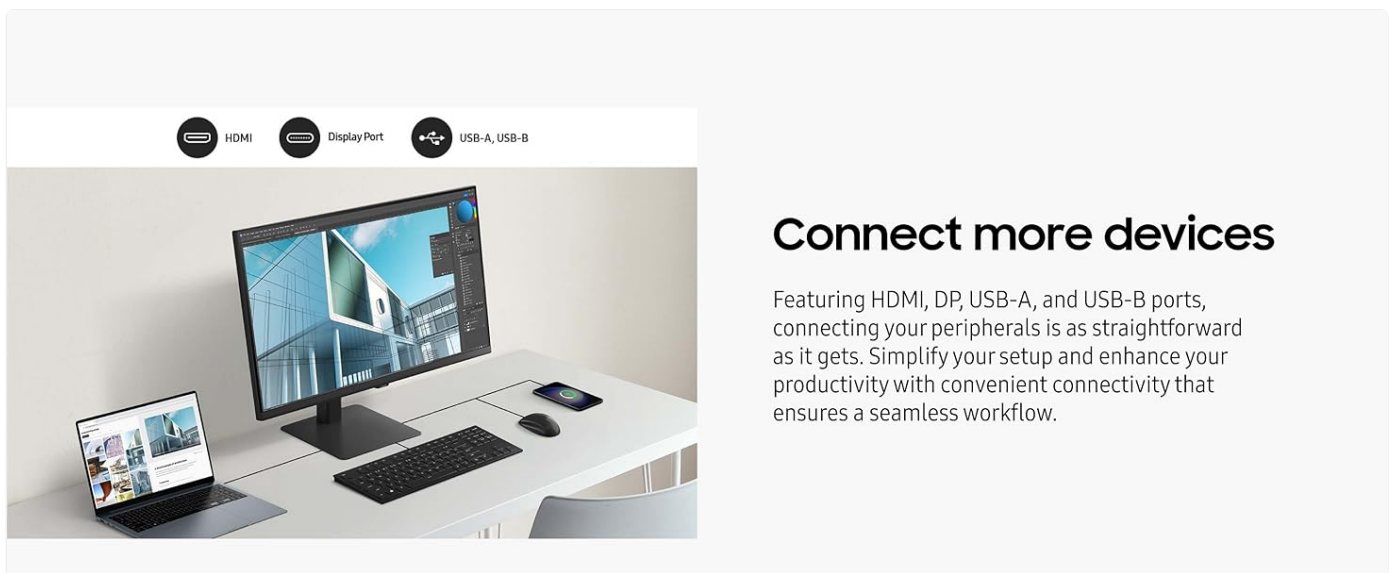 HDMI
Display Port
USB-A, USB-B
Connect more devices
Featuring HDMI, DP, USB-A, and USB-B ports,
connecting your peripherals is as straightforward
as it gets. Simplify your setup and enhance your
productivity with convenient connectivity that
ensures a seamless workflow.